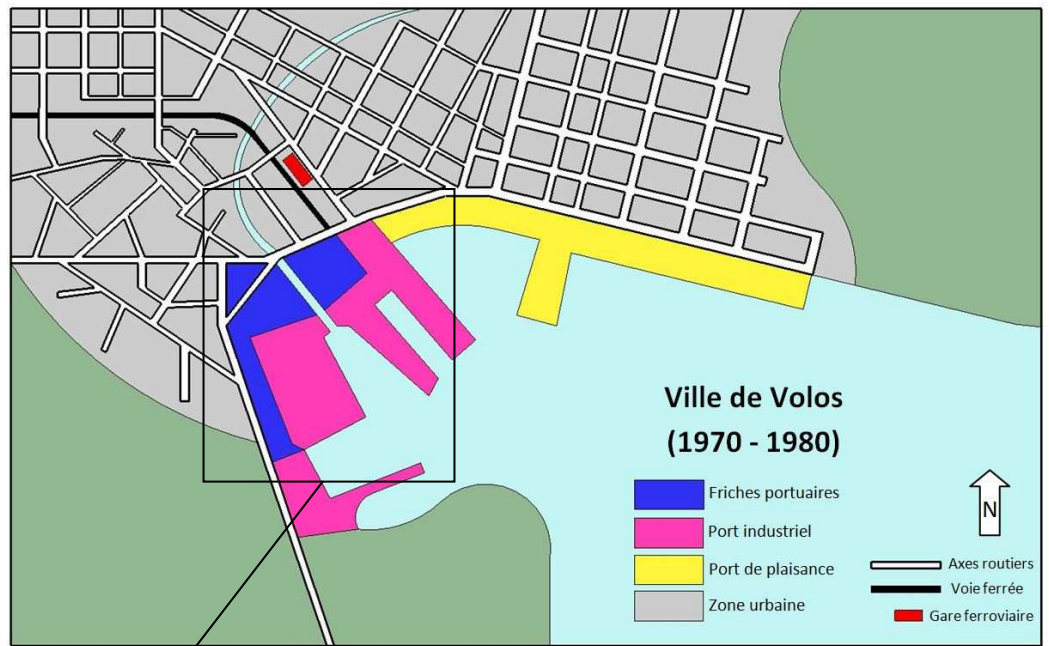 Ville de Volos
(1970 - 1980)
Friches portuaires
Port industriel
Port de plaisance
Zone urbaine
N
Axes routiers
Voie ferrée
Gare ferroviaire